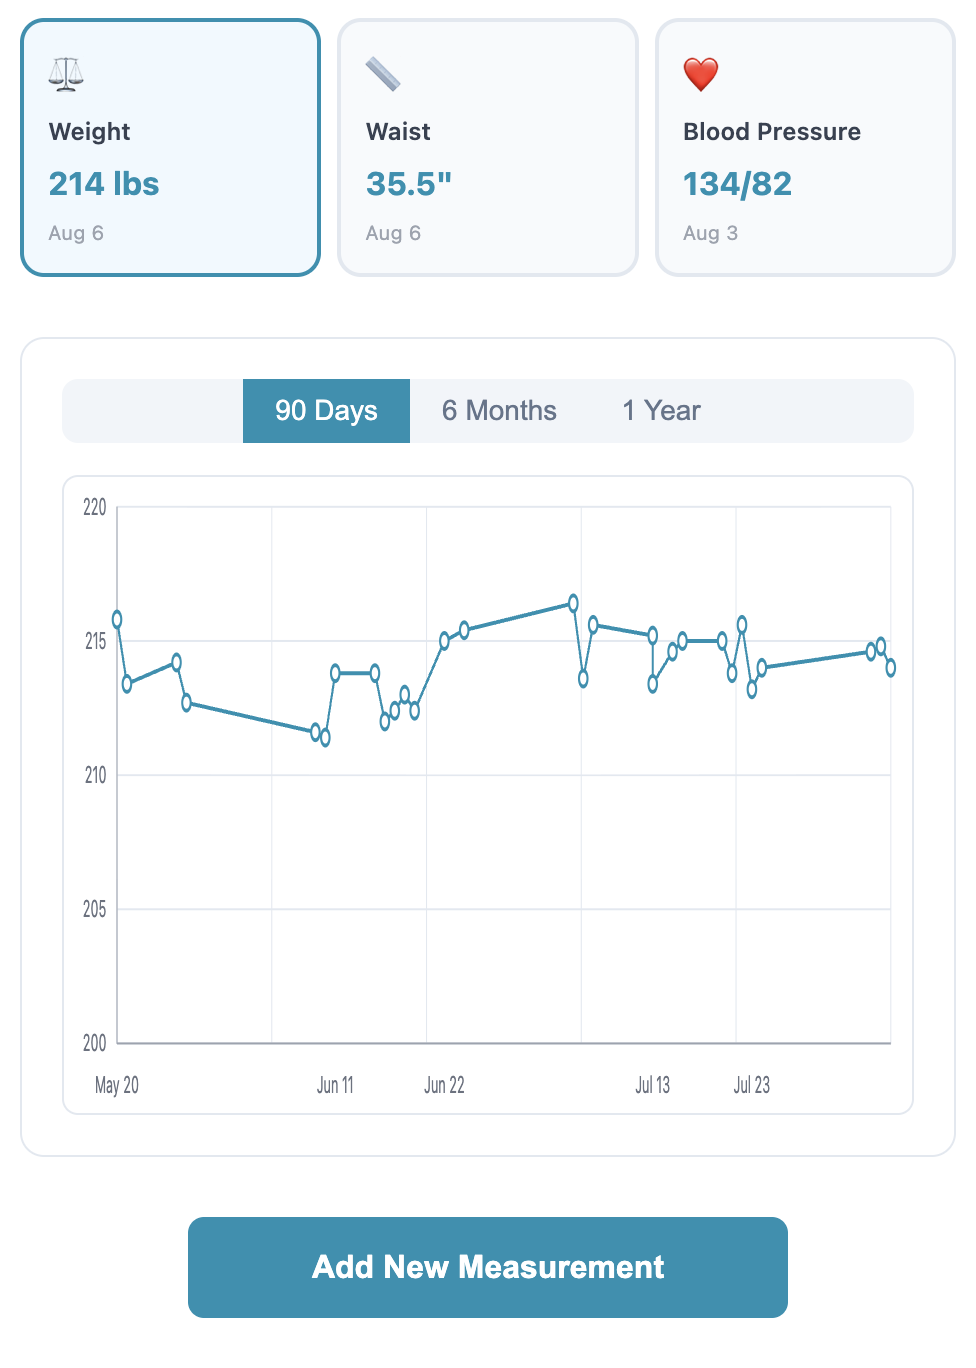 Weight
214 lbs
Aug 6
Waist
35.5"
Aug 6
Blood Pressure
134/82
Aug 3
90 Days
6 Months
1 Year
220
215
210
205
200
May 20
Jun 11
Jun 22
Jul 13
Jul 23
Add New Measurement